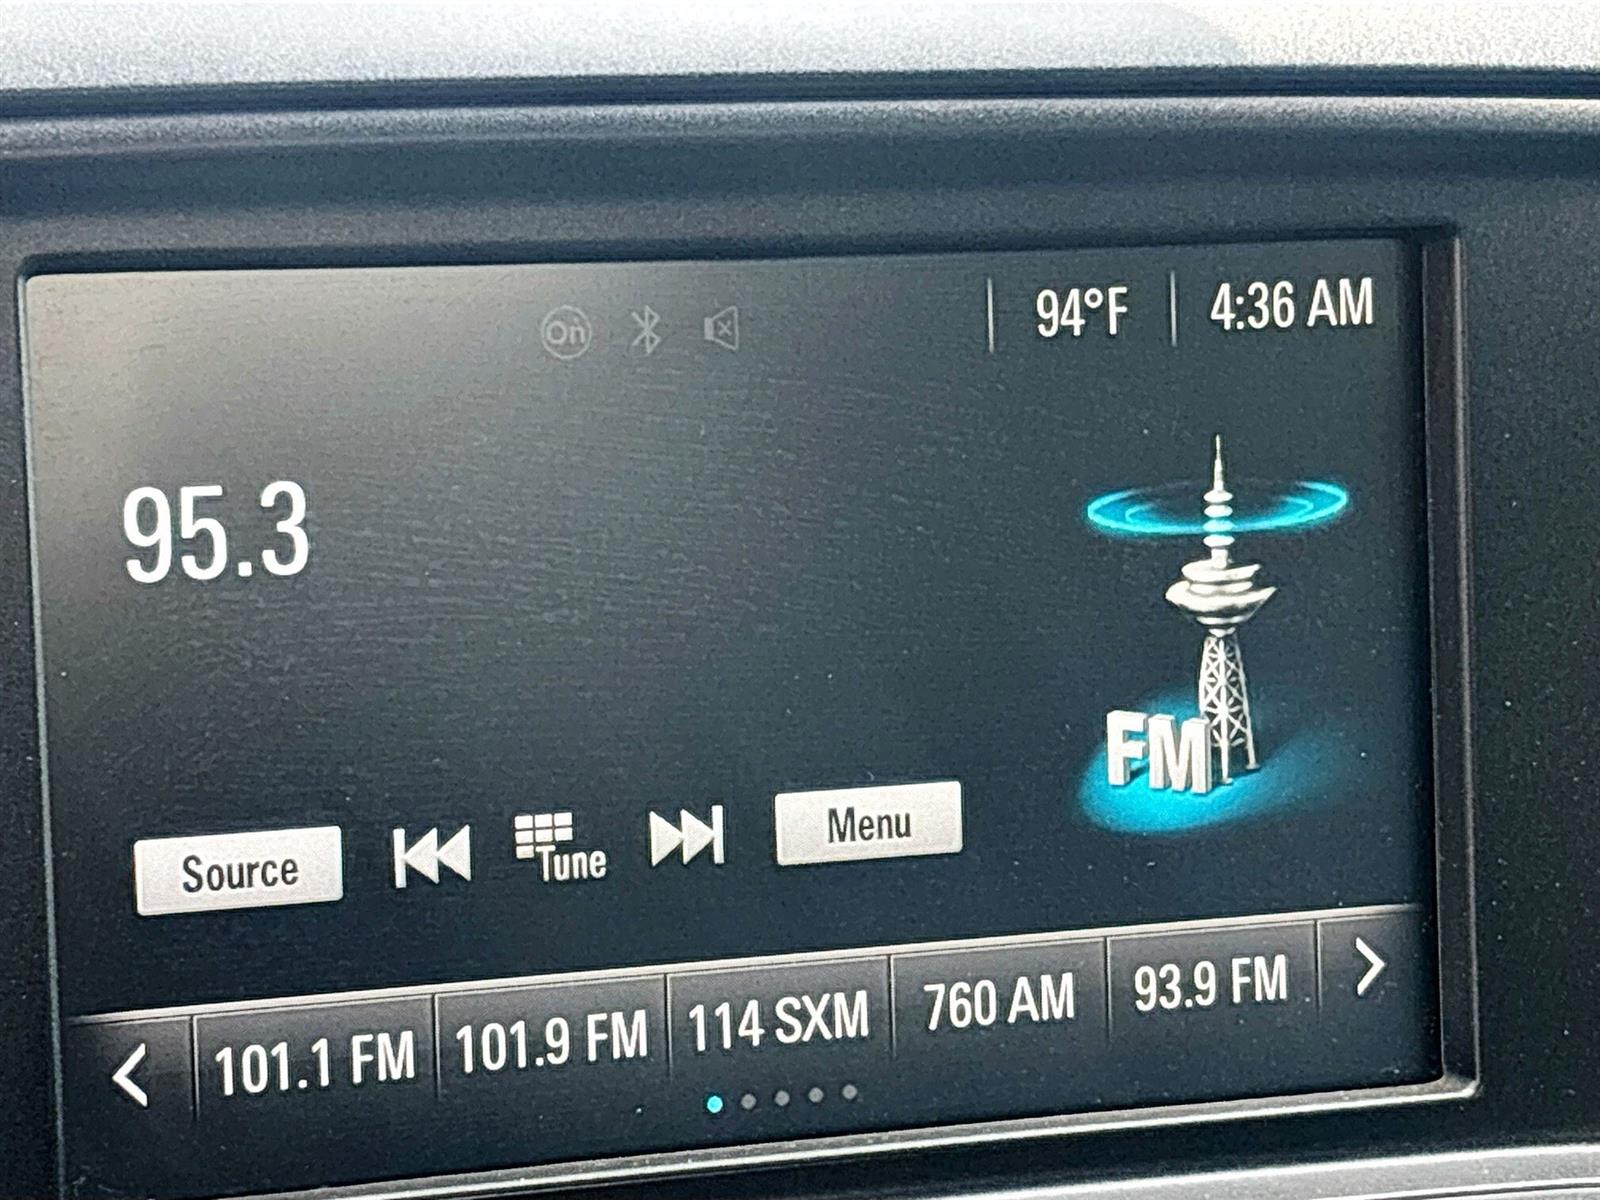 On
94°F
4:36 AM
95.3
FM
Source
Tune
Menu
101.1 FM
101.9 FM
114 SXM
760 AM
93.9 FM